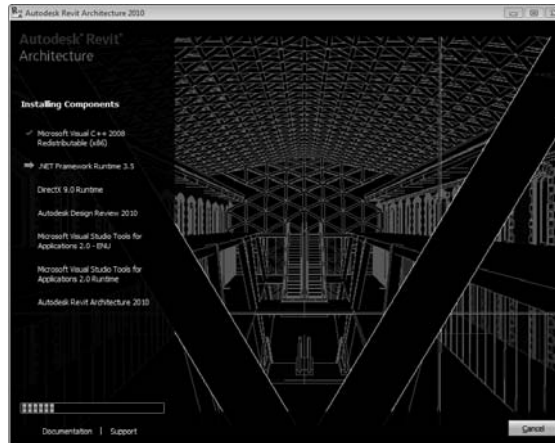 Autodesk Revit Architecture 2010
Autodesk® Revit®
Architecture
Installing Components
Microsoft Visual C++ 2008
Redistributable (x86)
.NET Framework Runtime 3.5
DirectX 9.0 Runtime
Autodesk Design Review 2010
Microsoft Visual Studio Tools for
Applications 2.0 - ENU
Microsoft Visual Studio Tools for
Applications 2.0 Runtime
Autodesk Revit Architecture 2010
Documentation | Support
Cancel